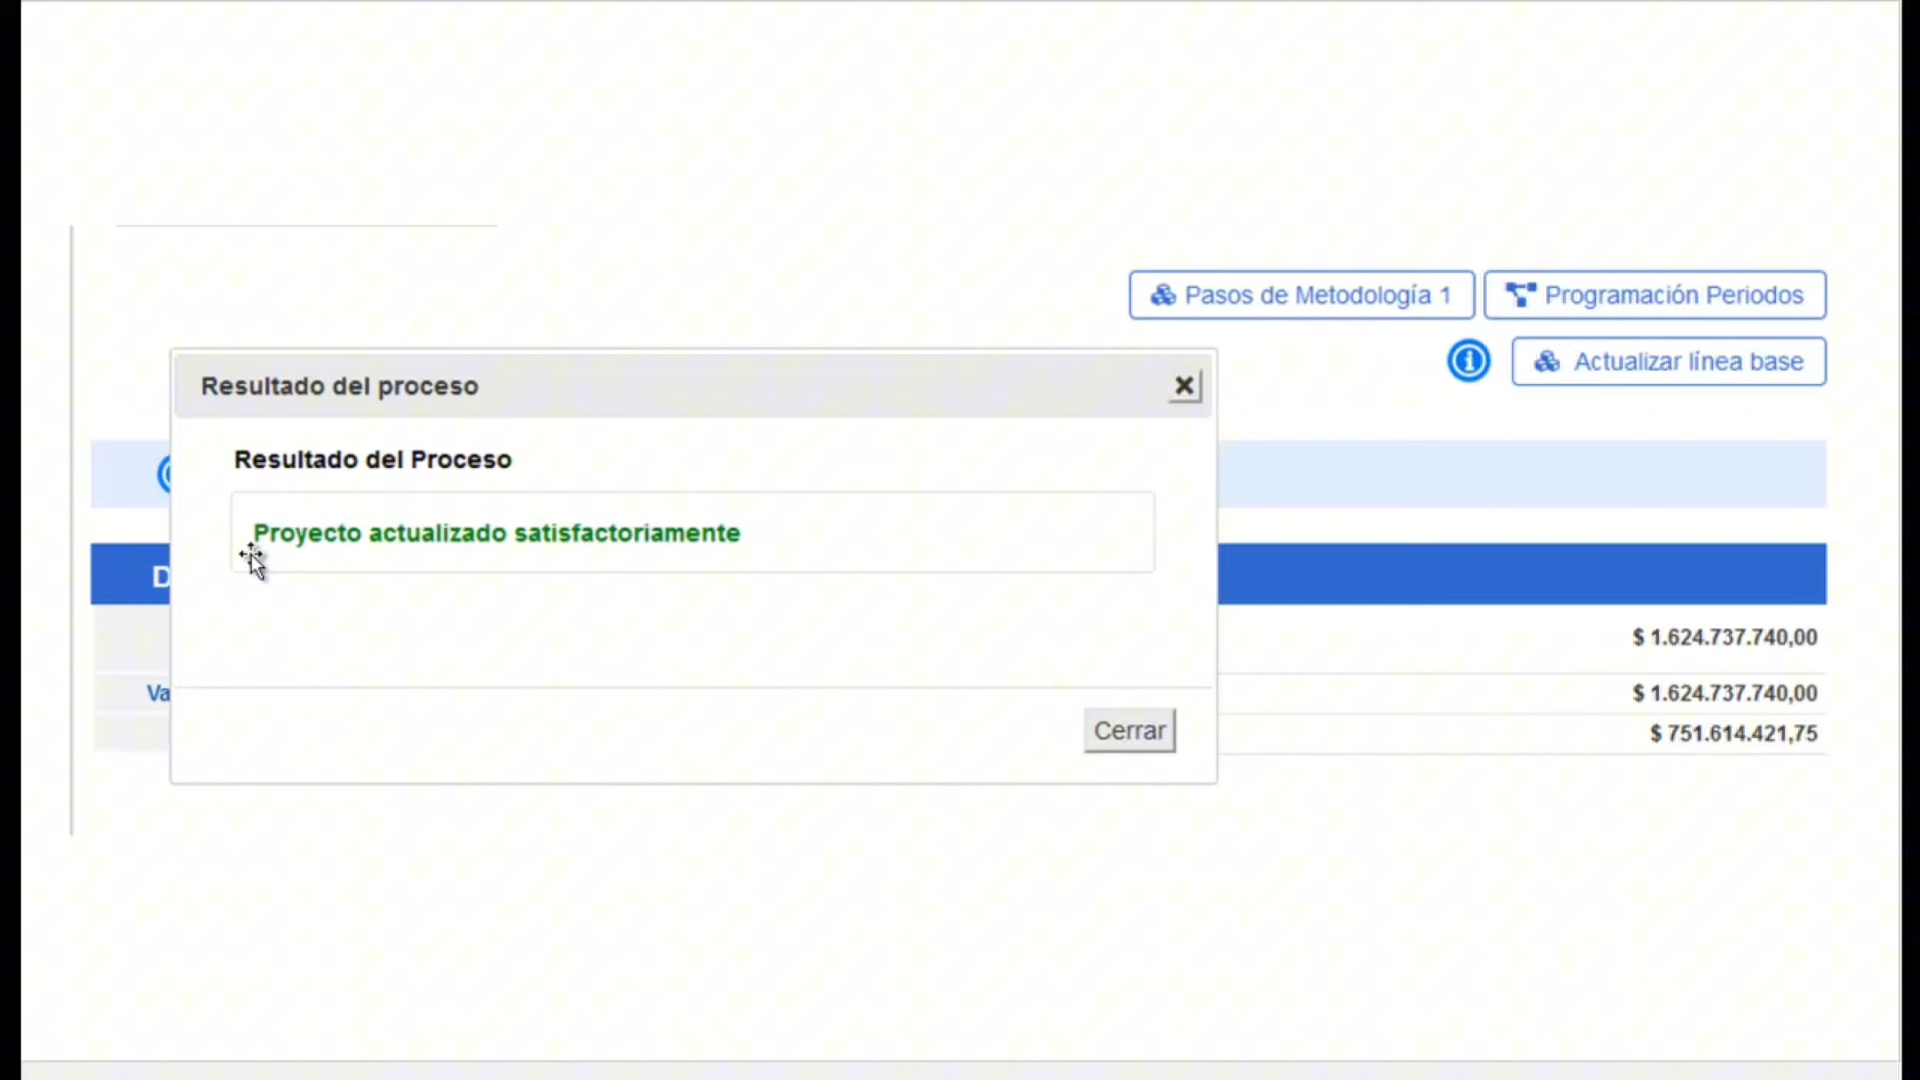 Pasos de Metodología 1
Programación Periodos
Actualizar línea base
Resultado del proceso
Resultado del Proceso
Proyecto actualizado satisfactoriamente
D
$ 1.624.737.740,00
Va
$ 1.624.737.740,00
$ 751.614.421,75
Cerrar